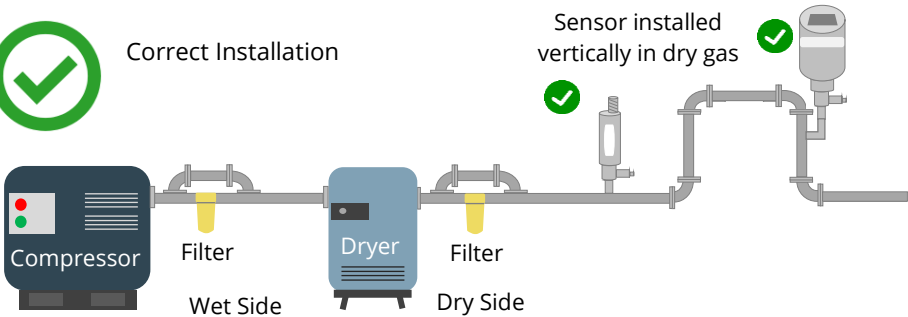 Correct Installation
Sensor installed
vertically in dry gas
Compressor
Filter
Wet Side
Dryer
Filter
Dry Side